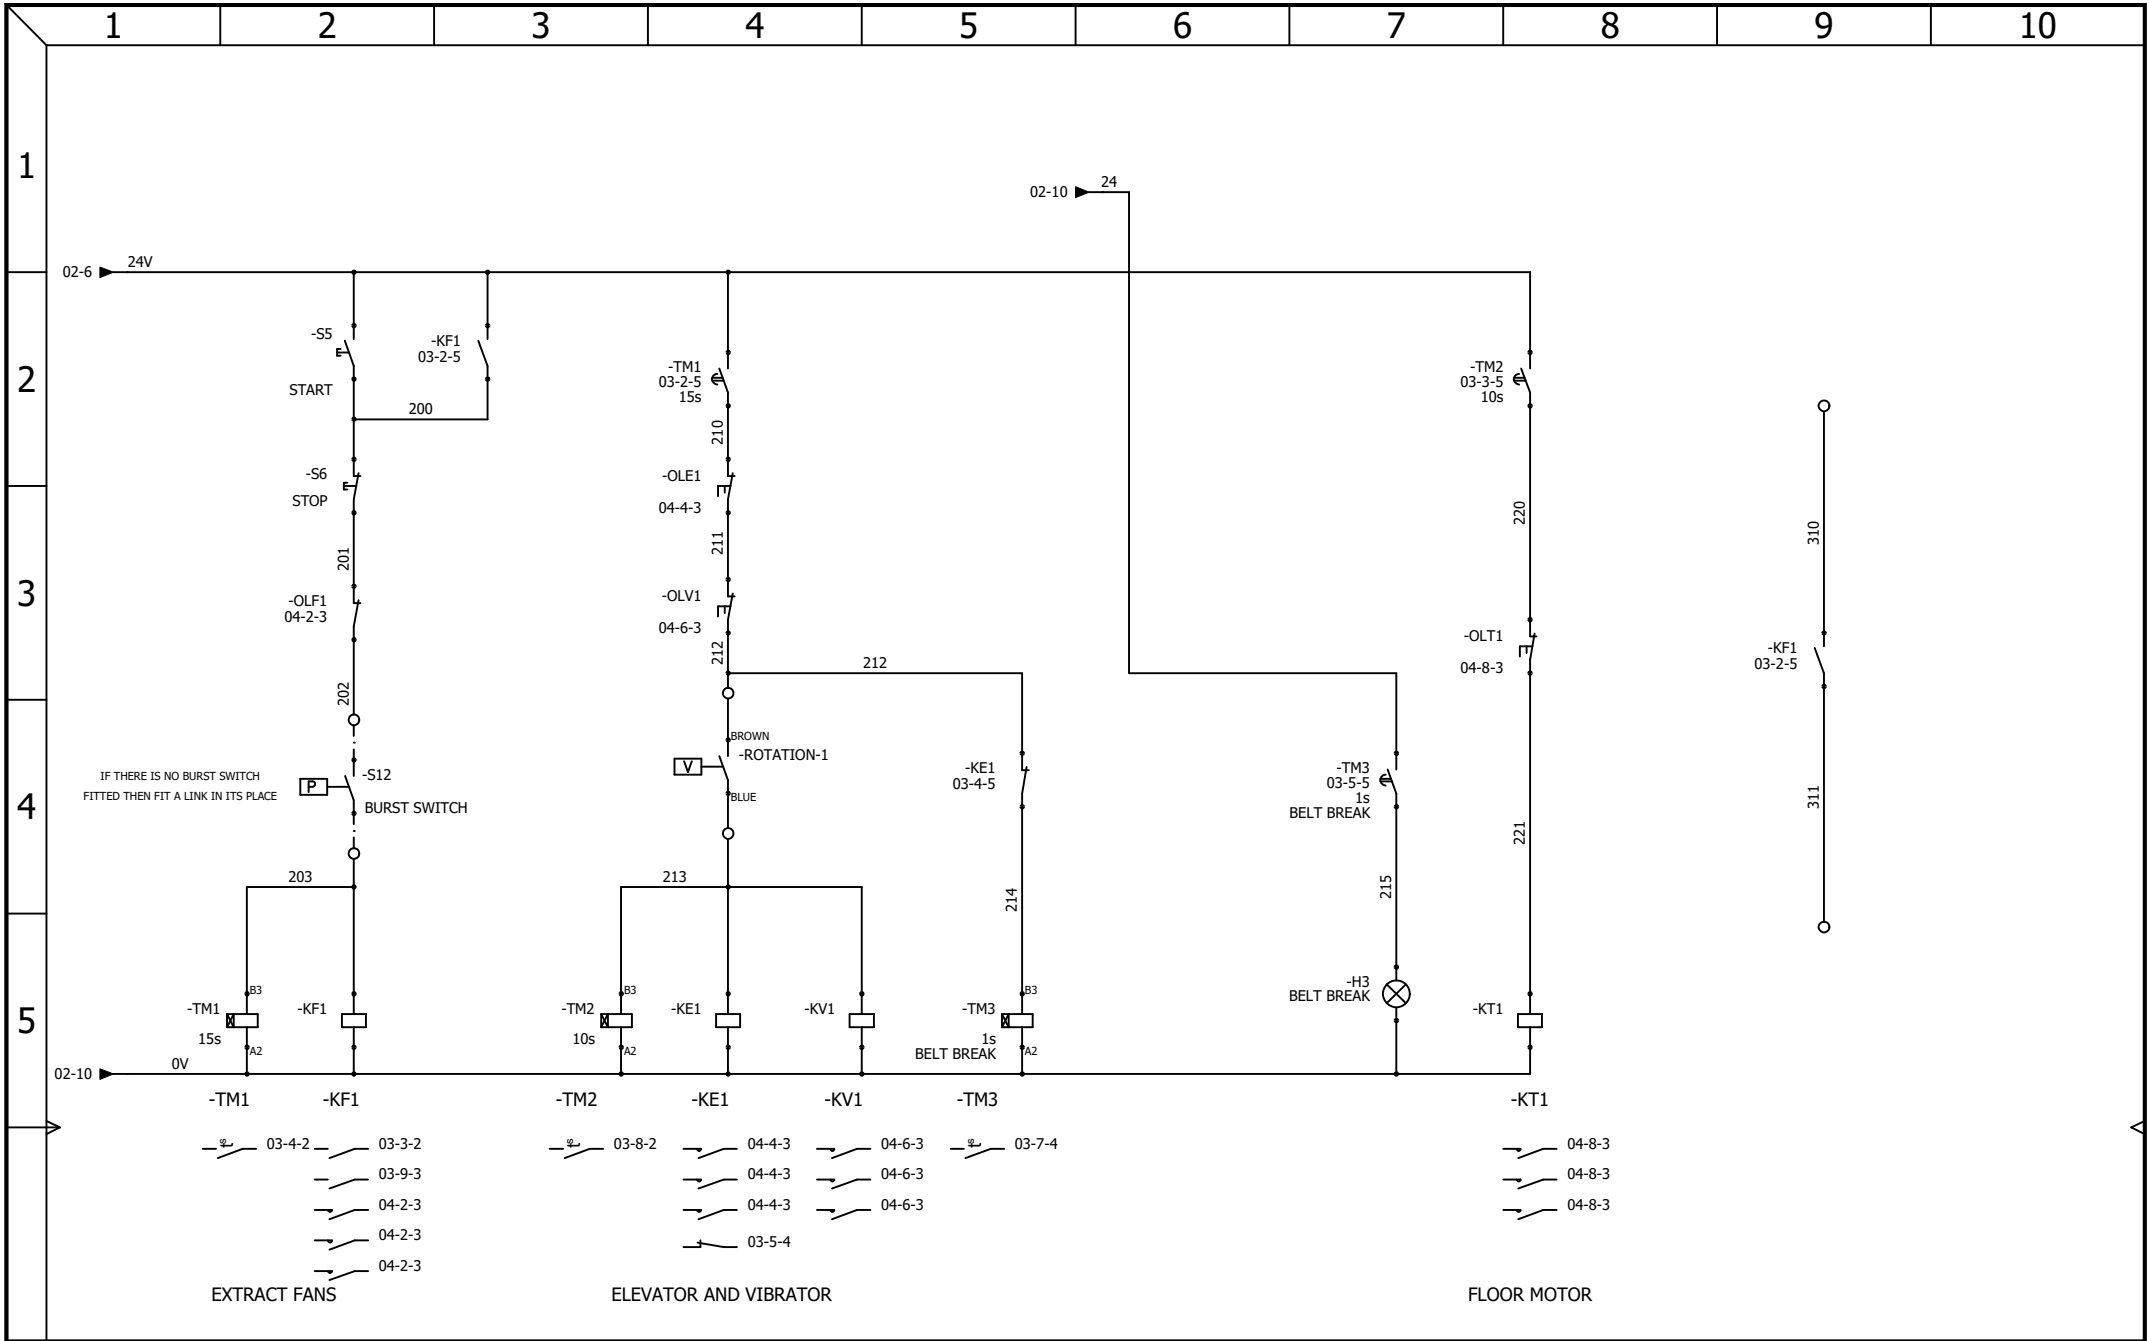 1 2 3 4 5 6 7 8 9 10
1
2
3
4
5
02-10 24
02-6 24V
-S5
START
-KF1
03-2-5
200
-S6
STOP
201
-OLF1
04-2-3
202
IF THERE IS NO BURST SWITCH
FITTED THEN FIT A LINK IN ITS PLACE
P
-S12
BURST SWITCH
203
-TM1
15s
B3
A2
-KF1
-TM1
03-2-5
15s
210
-OLE1
04-4-3
211
-OLV1
04-6-3
212
212
BROWN
V
-ROTATION-1
BLUE
213
-TM2
10s
B3
A2
-KE1
-KV1
-KE1
03-4-5
214
-TM3
1s
BELT BREAK
B3
A2
-TM3
03-5-5
1s
BELT BREAK
215
-H3
BELT BREAK
-TM2
03-3-5
10s
220
-OLT1
04-8-3
221
-KT1
310
-KF1
03-2-5
311
02-10 0V
-TM1 -KF1 -TM2 -KE1 -KV1 -TM3 -KT1
03-4-2 03-3-2 03-8-2 04-4-3 04-6-3 03-7-4 04-8-3
03-9-3 04-4-3 04-6-3 04-8-3
04-2-3 04-4-3 04-6-3 04-8-3
04-2-3 03-5-4
04-2-3
EXTRACT FANS ELEVATOR AND VIBRATOR FLOOR MOTOR